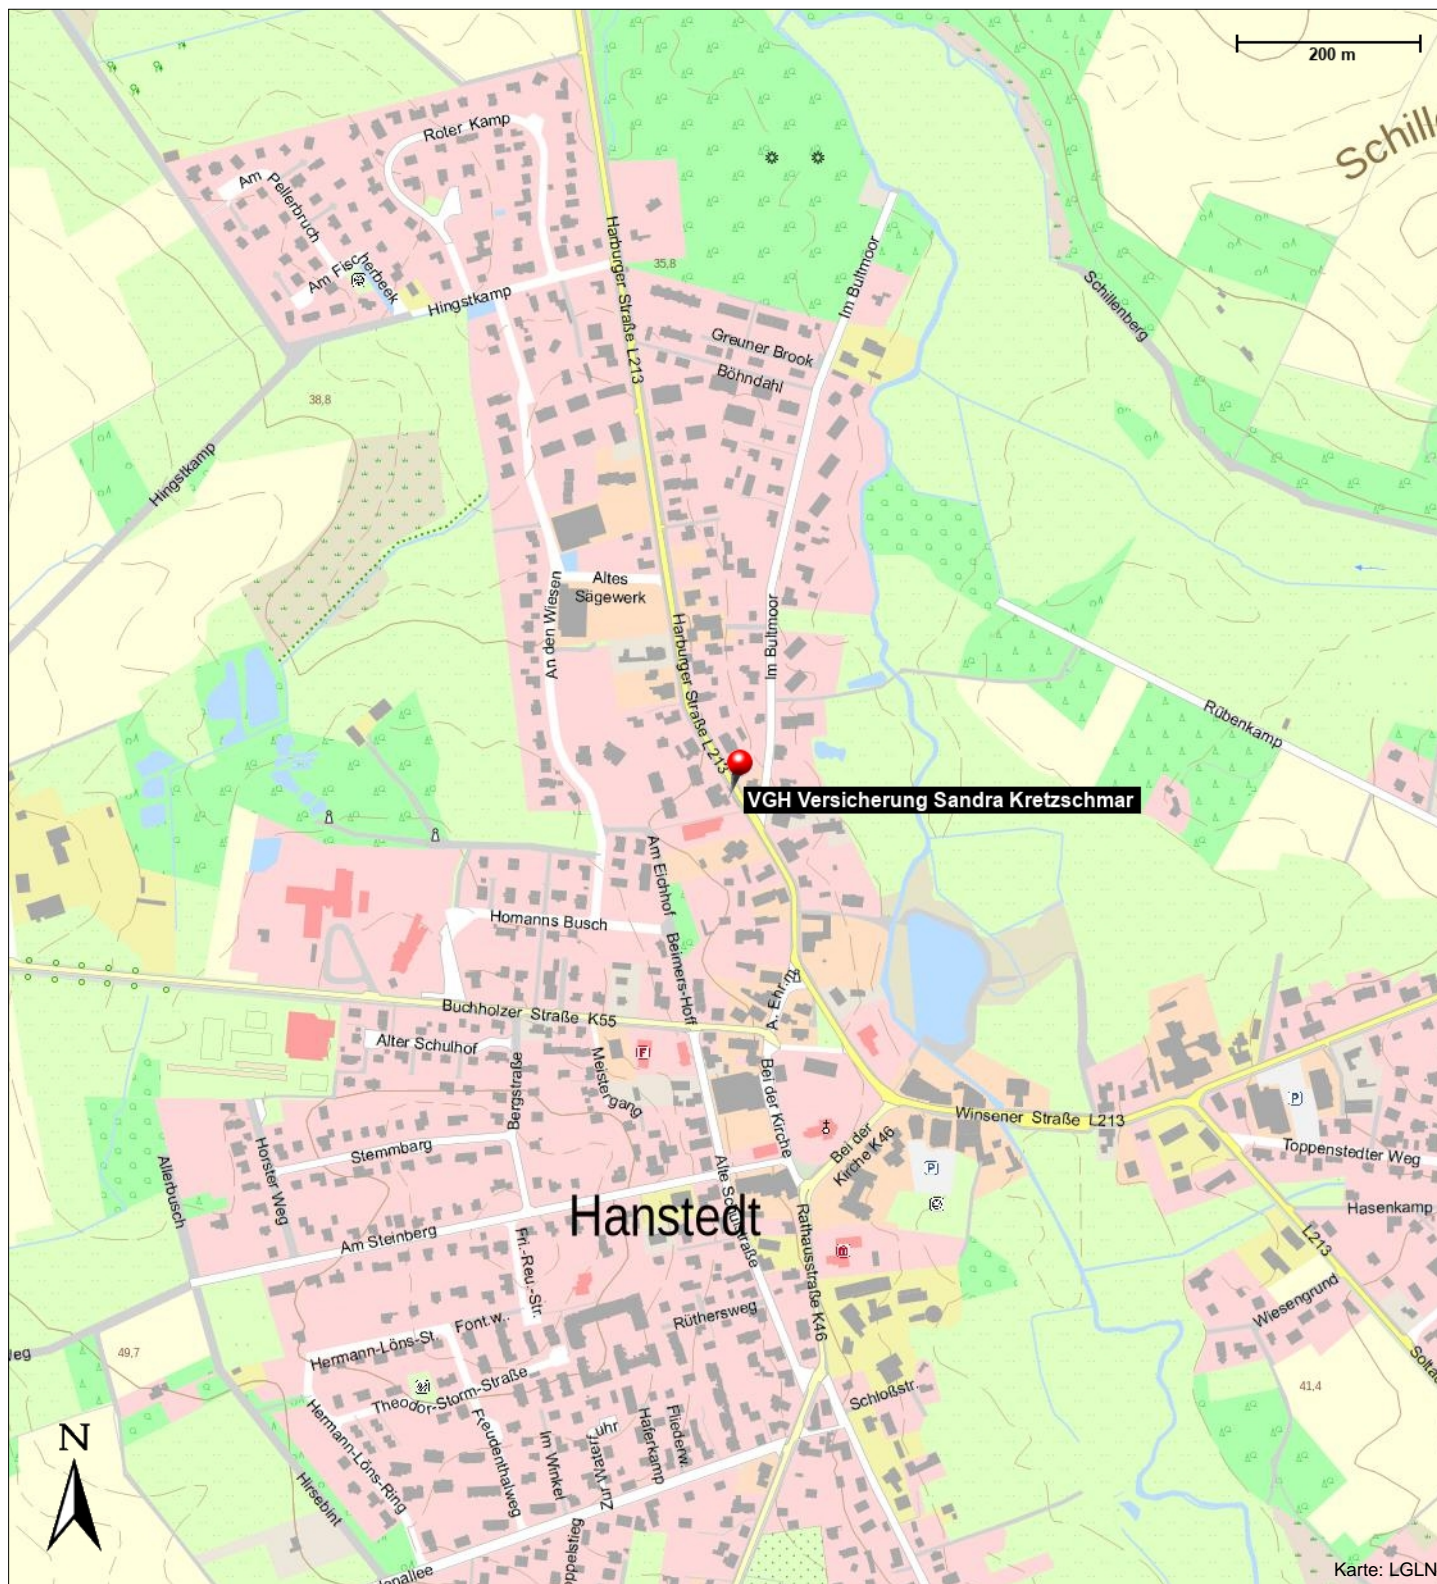 200 m
Schille
Roter Kamp
Am
Pellerbruch
Am Fischerbeek
Hingstkamp
Harburger Straße L213
35,8
Im Bultmoor
Schillenberg
Greuner Brook
Böhndahl
38,8
Hingstkamp
Altes
Sägewerk
An den Wiesen
Harburger Straße L213
Im Bultmoor
Rübenkamp
VGH Versicherung Sandra Kretzschmar
Am Eichhof
Homanns Busch
Beimers-Hoff
A. Ehr.m.
Buchholzer Straße K55
Alter Schulhof
Bergstraße
Meistergang
F
Bei der Kirche
P
Winsener Straße L213
Bei der
Kirche K46
Toppenstedter Weg
Stemmbarg
Horster Weg
Allerbusch
P
Alte Schulstraße
Hanstedt
Hasenkamp
Am Steinberg
Fri.-Reu.-Str.
Rathausstraße K46
L213
Wiesengrund
Rüthersweg
Font.w..
Hermann-Löns-St.
49,7
Theodor-Storm-Straße
Schloßstr.
41,4
Hermann-Löns-Ring
Freudenthalweg
Im Winkel
Zur Waterfuhr
Haferkamp
Fliederw.
Hirsebint
N
Karte: LGLN